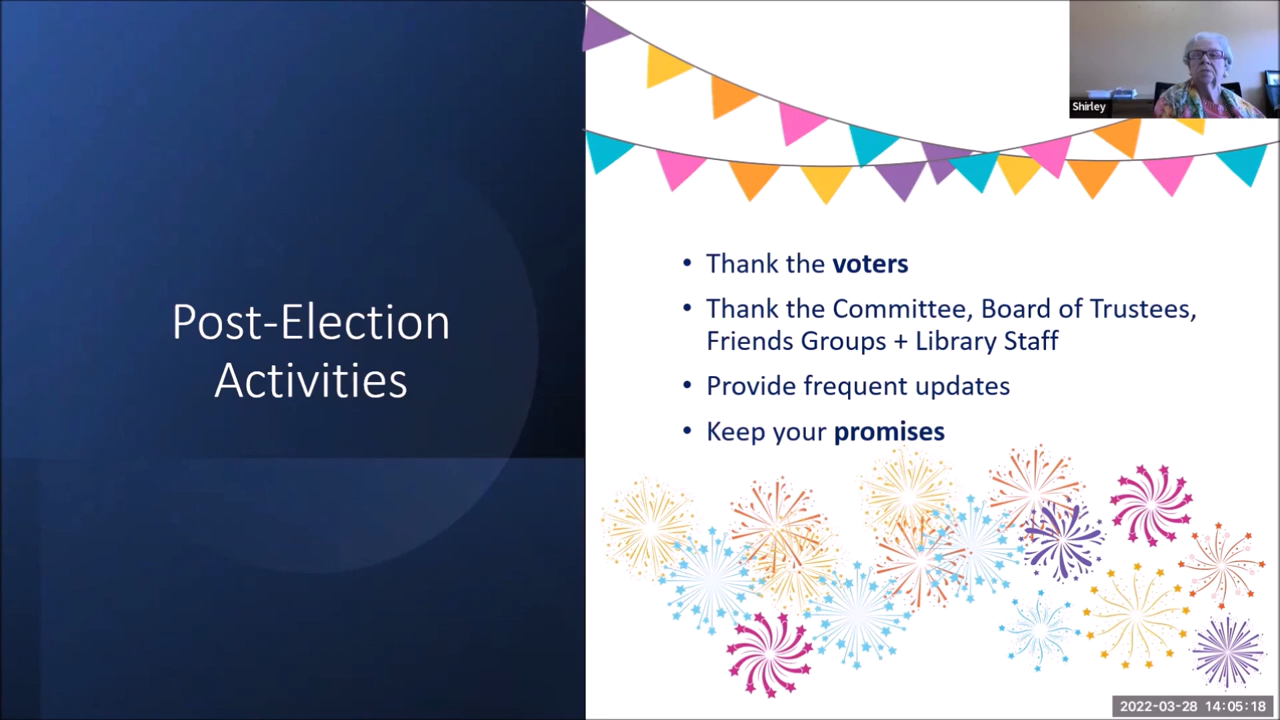 Shirley
Post-Election
Activities
• Thank the voters
• Thank the Committee, Board of Trustees,
Friends Groups + Library Staff
• Provide frequent updates
• Keep your promises
2022-03-28 14:05:18